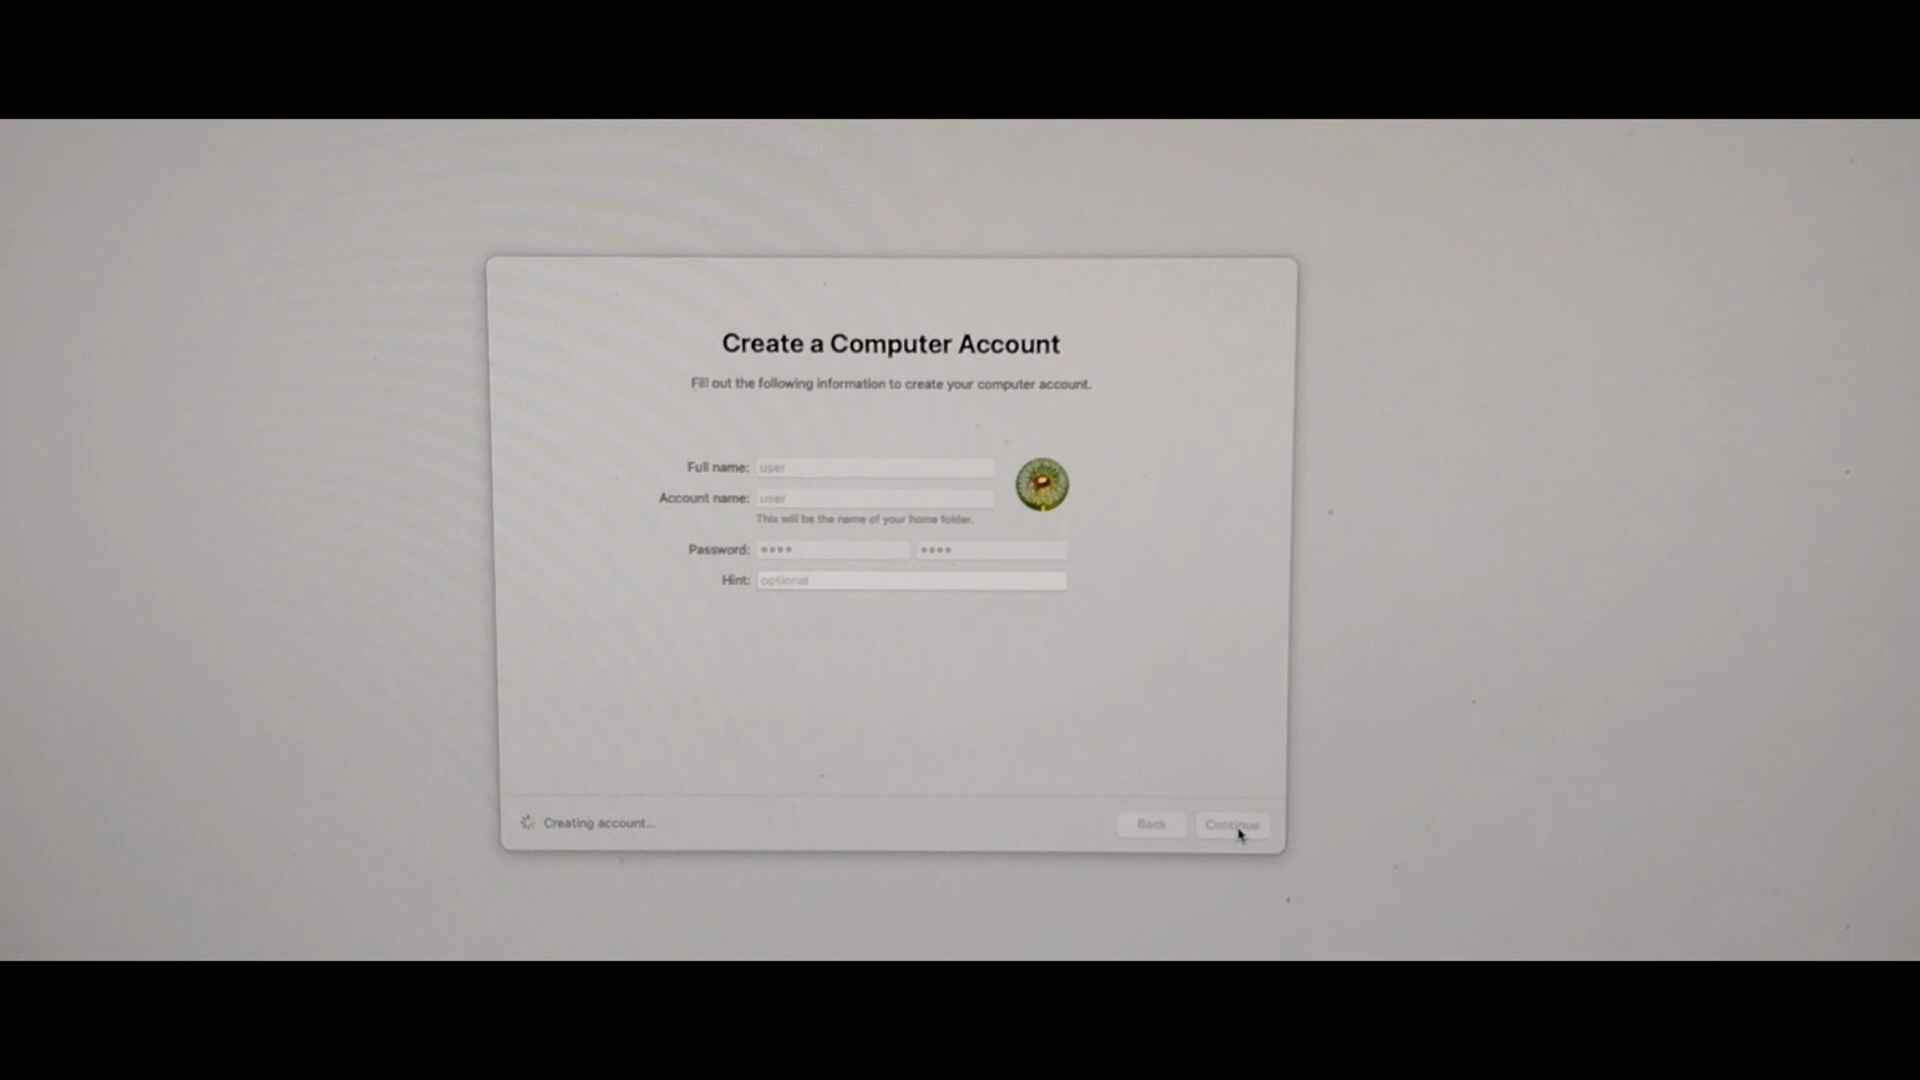 Create a Computer Account
Fill out the following information to create your computer account.
Full name: user
Account name: user
This will be the name of your home folder.
Password: •••• ••••
Hint: optional
Creating account...
Back
Continue